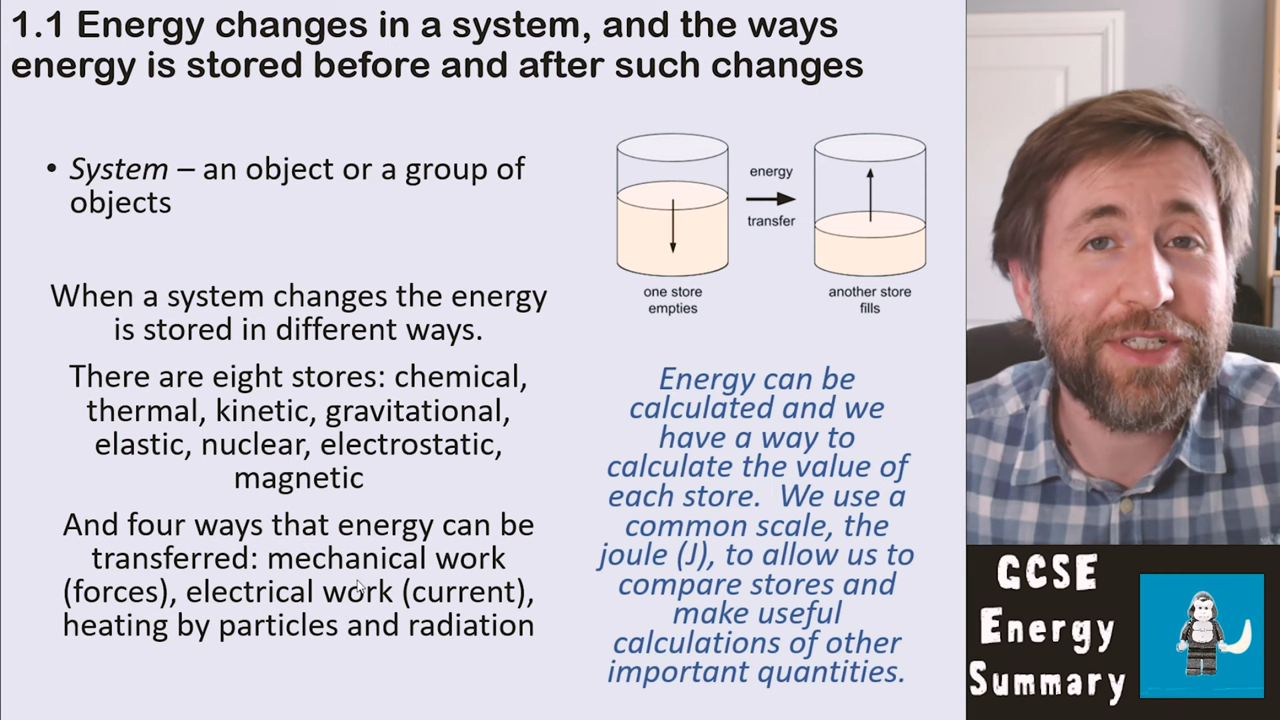 1.1 Energy changes in a system, and the ways
energy is stored before and after such changes
• System – an object or a group of
objects
When a system changes the energy
is stored in different ways.
There are eight stores: chemical,
thermal, kinetic, gravitational,
elastic, nuclear, electrostatic,
magnetic
And four ways that energy can be
transferred: mechanical work
(forces), electrical work (current),
heating by particles and radiation
energy
transfer
one store
empties
another store
fills
Energy can be
calculated and we
have a way to
calculate the value of
each store. We use a
common scale, the
joule (J), to allow us to
compare stores and
make useful
calculations of other
important quantities.
GCSE
Energy
Summary